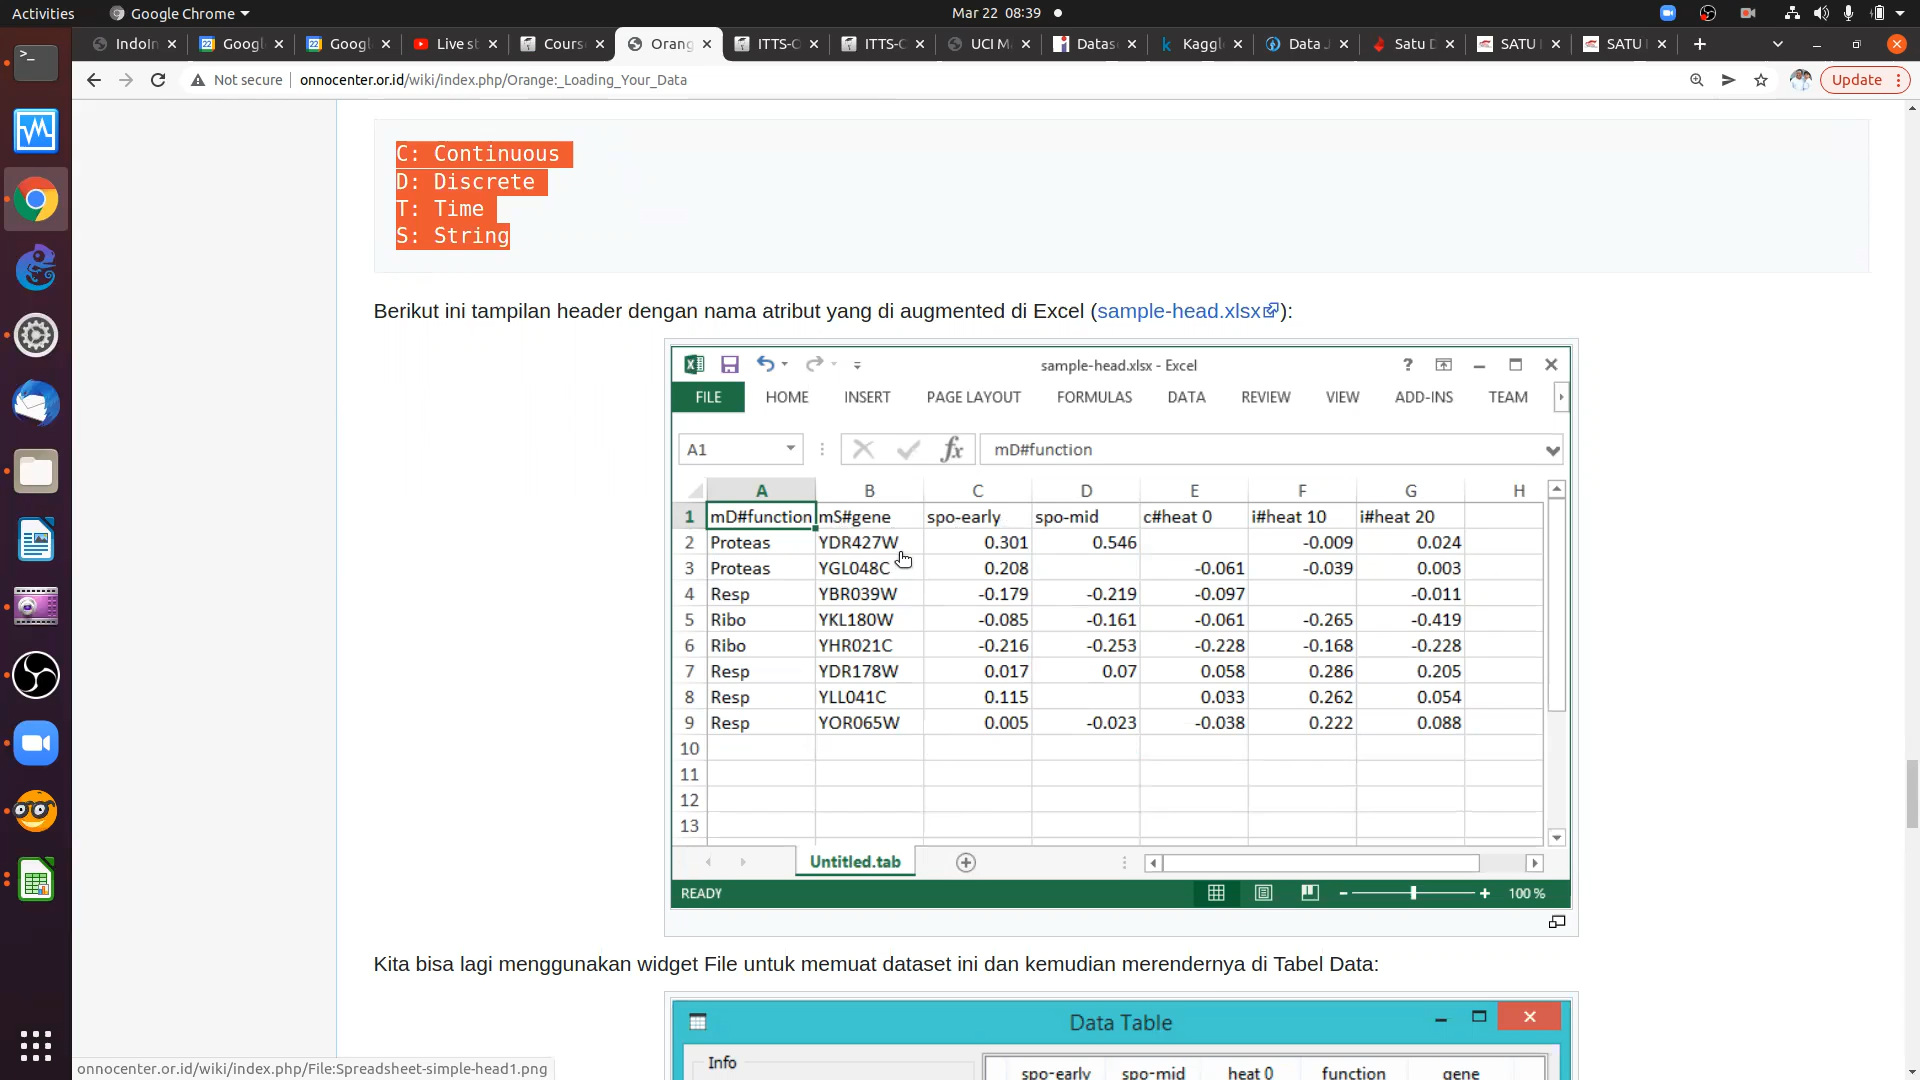 Activities
Google Chrome
Mar 22 08:39
IndoIn
Googl
Googl
Live st
Cours
Orang
ITTS-C
ITTS-C
UCI M
Datas
Kaggl
Data
Satu D
SATU
SATU
Not secure
onnocenter.or.id/wiki/index.php/Orange:_Loading_Your_Data
Update
C: Continuous
D: Discrete
T: Time
S: String
Berikut ini tampilan header dengan nama atribut yang di augmented di Excel (sample-head.xlsx):
sample-head.xlsx - Excel
?
FILE HOME INSERT PAGE LAYOUT FORMULAS DATA REVIEW VIEW ADD-INS TEAM
A1 fx mD#function
A B C D E F G H
1 mD#function mS#gene spo-early spo-mid c#heat 0 i#heat 10 i#heat 20
2 Proteas YDR427W 0.301 0.546 -0.009 0.024
3 Proteas YGL048C 0.208 -0.061 -0.039 0.003
4 Resp YBR039W -0.179 -0.219 -0.097 -0.011
5 Ribo YKL180W -0.085 -0.161 -0.061 -0.265 -0.419
6 Ribo YHR021C -0.216 -0.253 -0.228 -0.168 -0.228
7 Resp YDR178W 0.017 0.07 0.058 0.286 0.205
8 Resp YLL041C 0.115 0.033 0.262 0.054
9 Resp YOR065W 0.005 -0.023 -0.038 0.222 0.088
10
11
12
13
Untitled.tab
READY
100 %
Kita bisa lagi menggunakan widget File untuk memuat dataset ini dan kemudian merendernya di Tabel Data:
Data Table
Info
spo-early spo-mid heat 0 function gene
onnocenter.or.id/wiki/index.php/File:Spreadsheet-simple-head1.png